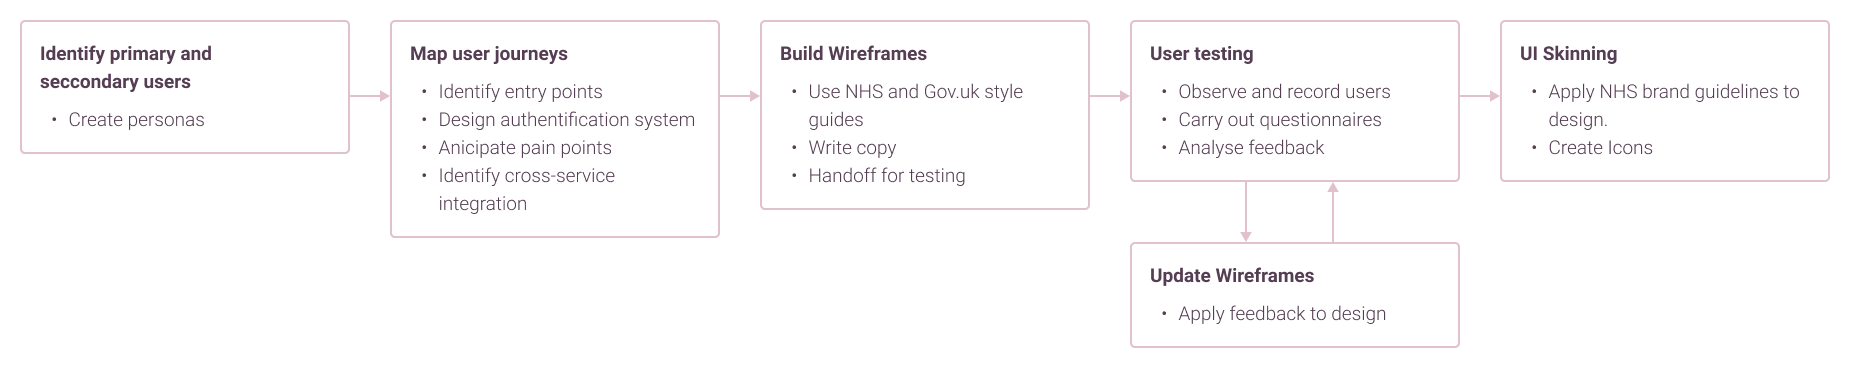 Identify primary and
seccondary users
• Create personas
Map user journeys
• Identify entry points
• Design authentification system
• Anicipate pain points
• Identify cross-service
integration
Build Wireframes
• Use NHS and Gov.uk style
guides
• Write copy
• Handoff for testing
User testing
• Observe and record users
• Carry out questionnaires
• Analyse feedback
UI Skinning
• Apply NHS brand guidelines to
design.
• Create Icons
Update Wireframes
• Apply feedback to design